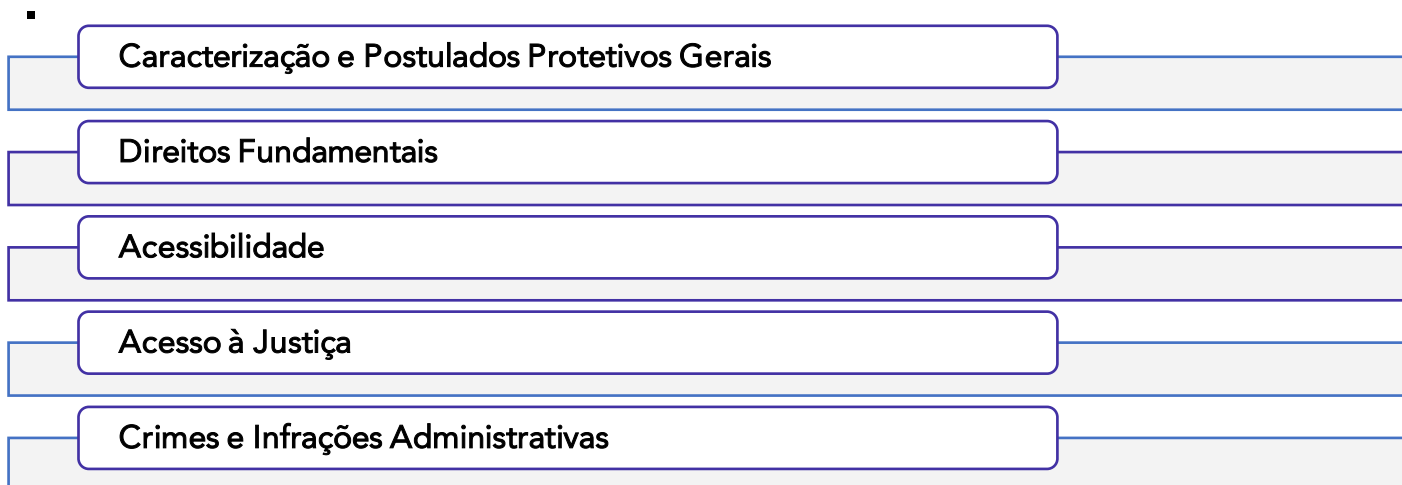 Caracterização e Postulados Protetivos Gerais
Direitos Fundamentais
Acessibilidade
Acesso à Justiça
Crimes e Infrações Administrativas